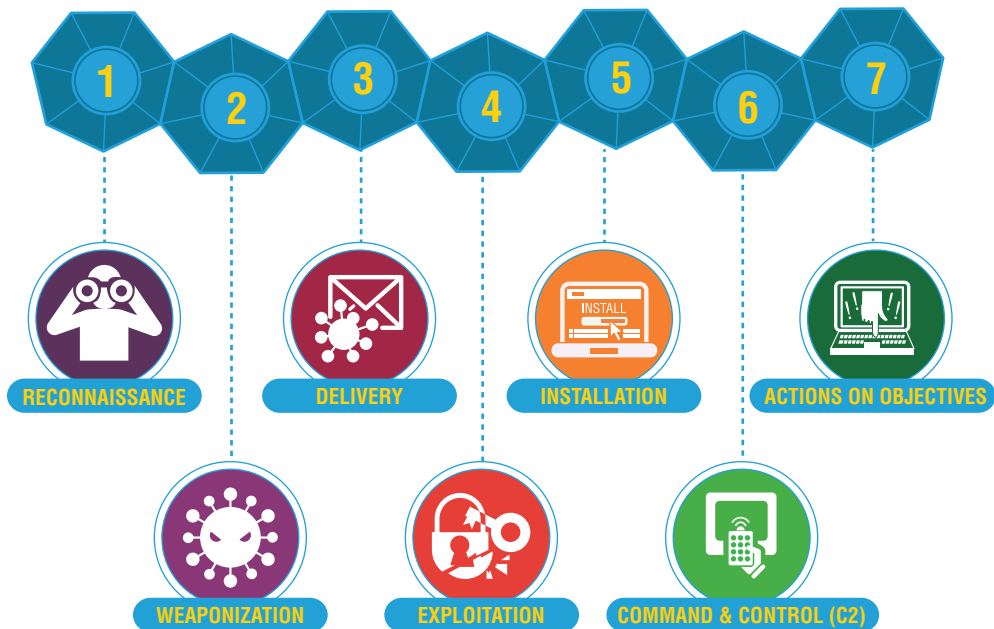 1
2
3
4
5
6
7
INSTALL
RECONNAISSANCE
DELIVERY
INSTALLATION
ACTIONS ON OBJECTIVES
WEAPONIZATION
EXPLOITATION
COMMAND & CONTROL (C2)